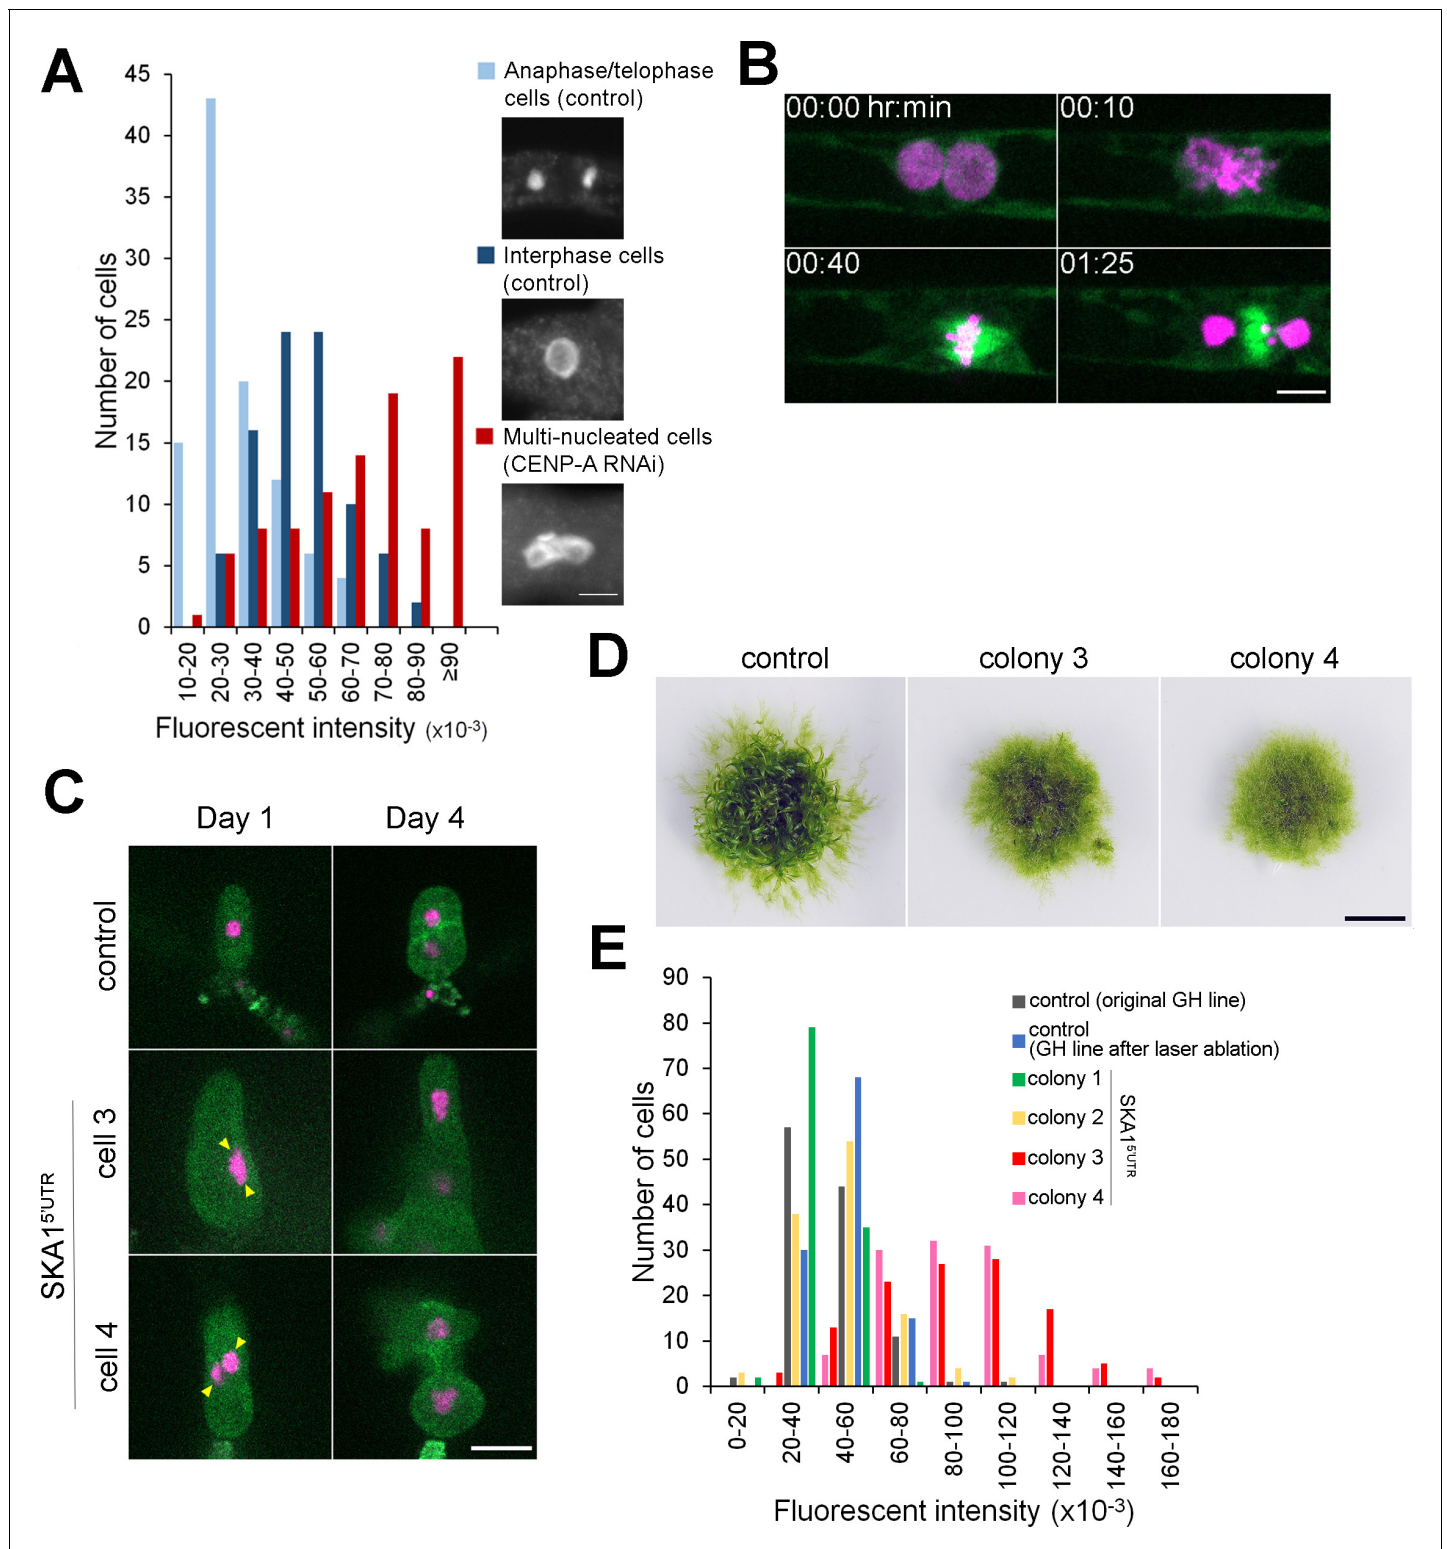 A
45
40
35
30
25
20
15
10
5
0
Number of cells
10-20
20-30
30-40
40-50
50-60
60-70
70-80
80-90
≥90
Fluorescent intensity (x10-3)
Anaphase/telophase
cells (control)
Interphase cells
(control)
Multi-nucleated cells
(CENP-A RNAi)
B
00:00 hr:min
00:10
00:40
01:25
C
Day 1
Day 4
control
cell 3
cell 4
SKA15'UTR
D
control
colony 3
colony 4
E
90
80
70
60
50
40
30
20
10
0
Number of cells
0-20
20-40
40-60
60-80
80-100
100-120
120-140
140-160
160-180
Fluorescent intensity (x10-3)
control (original GH line)
control
(GH line after laser ablation)
colony 1
colony 2
colony 3
colony 4
SKA15'UTR